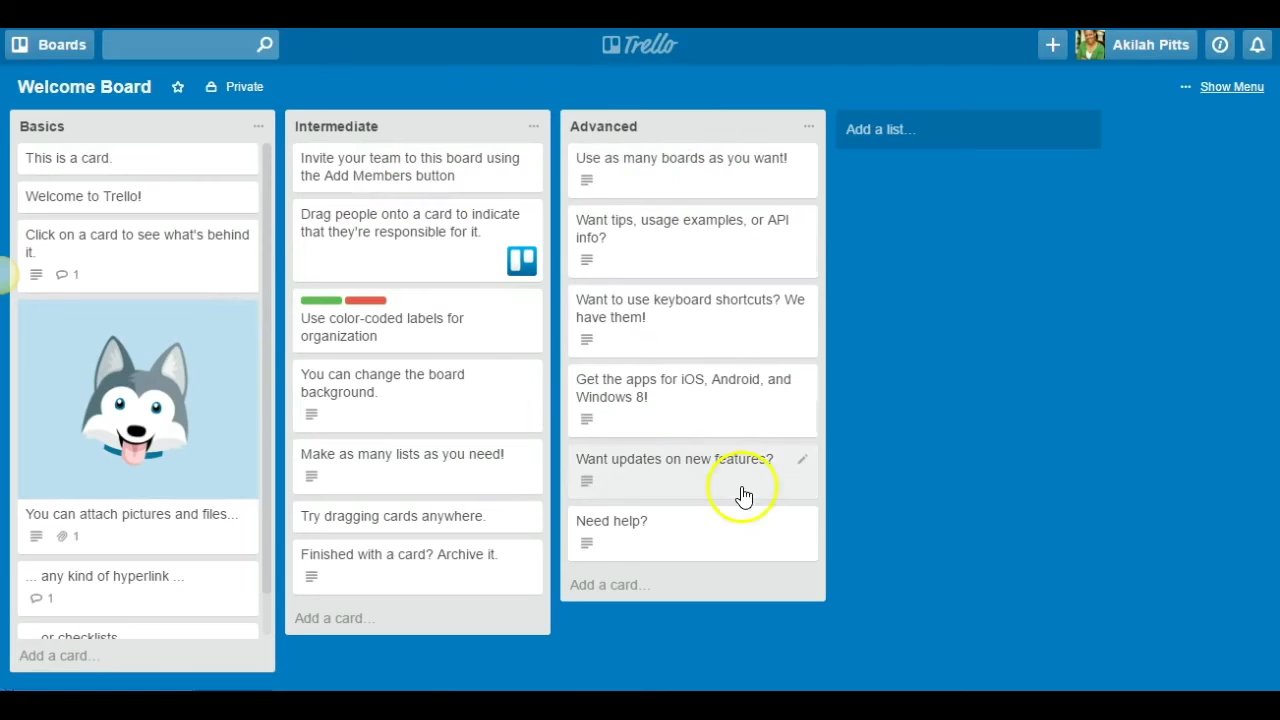 Boards
Trello
Akilah Pitts
Welcome Board
Private
... Show Menu
Basics
This is a card.
Welcome to Trello!
Click on a card to see what's behind
it.
1
You can attach pictures and files...
1
... any kind of hyperlink ...
1
... or checklists.
Add a card...
Intermediate
Invite your team to this board using
the Add Members button
Drag people onto a card to indicate
that they're responsible for it.
Use color-coded labels for
organization
You can change the board
background.
Make as many lists as you need!
Try dragging cards anywhere.
Finished with a card? Archive it.
Add a card...
Advanced
Use as many boards as you want!
Want tips, usage examples, or API
info?
Want to use keyboard shortcuts? We
have them!
Get the apps for iOS, Android, and
Windows 8!
Want updates on new features?
Need help?
Add a card...
Add a list...